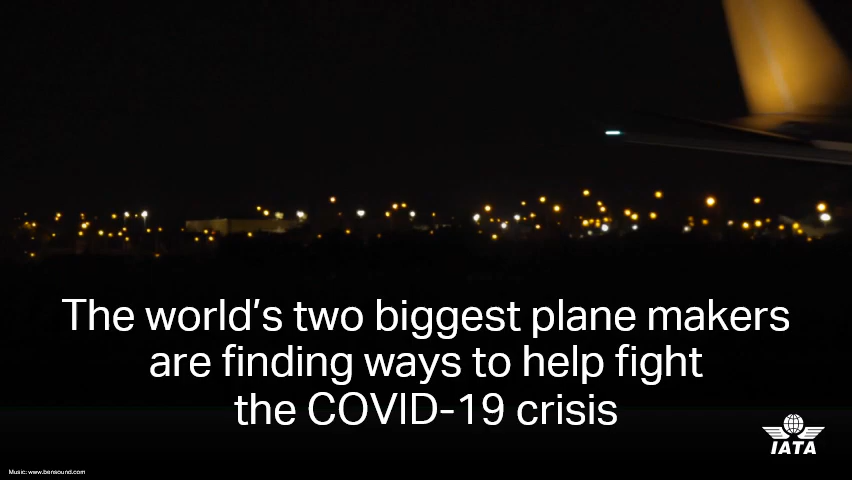 The world's two biggest plane makers
are finding ways to help fight
the COVID-19 crisis
IATA
Music: www.bensound.com